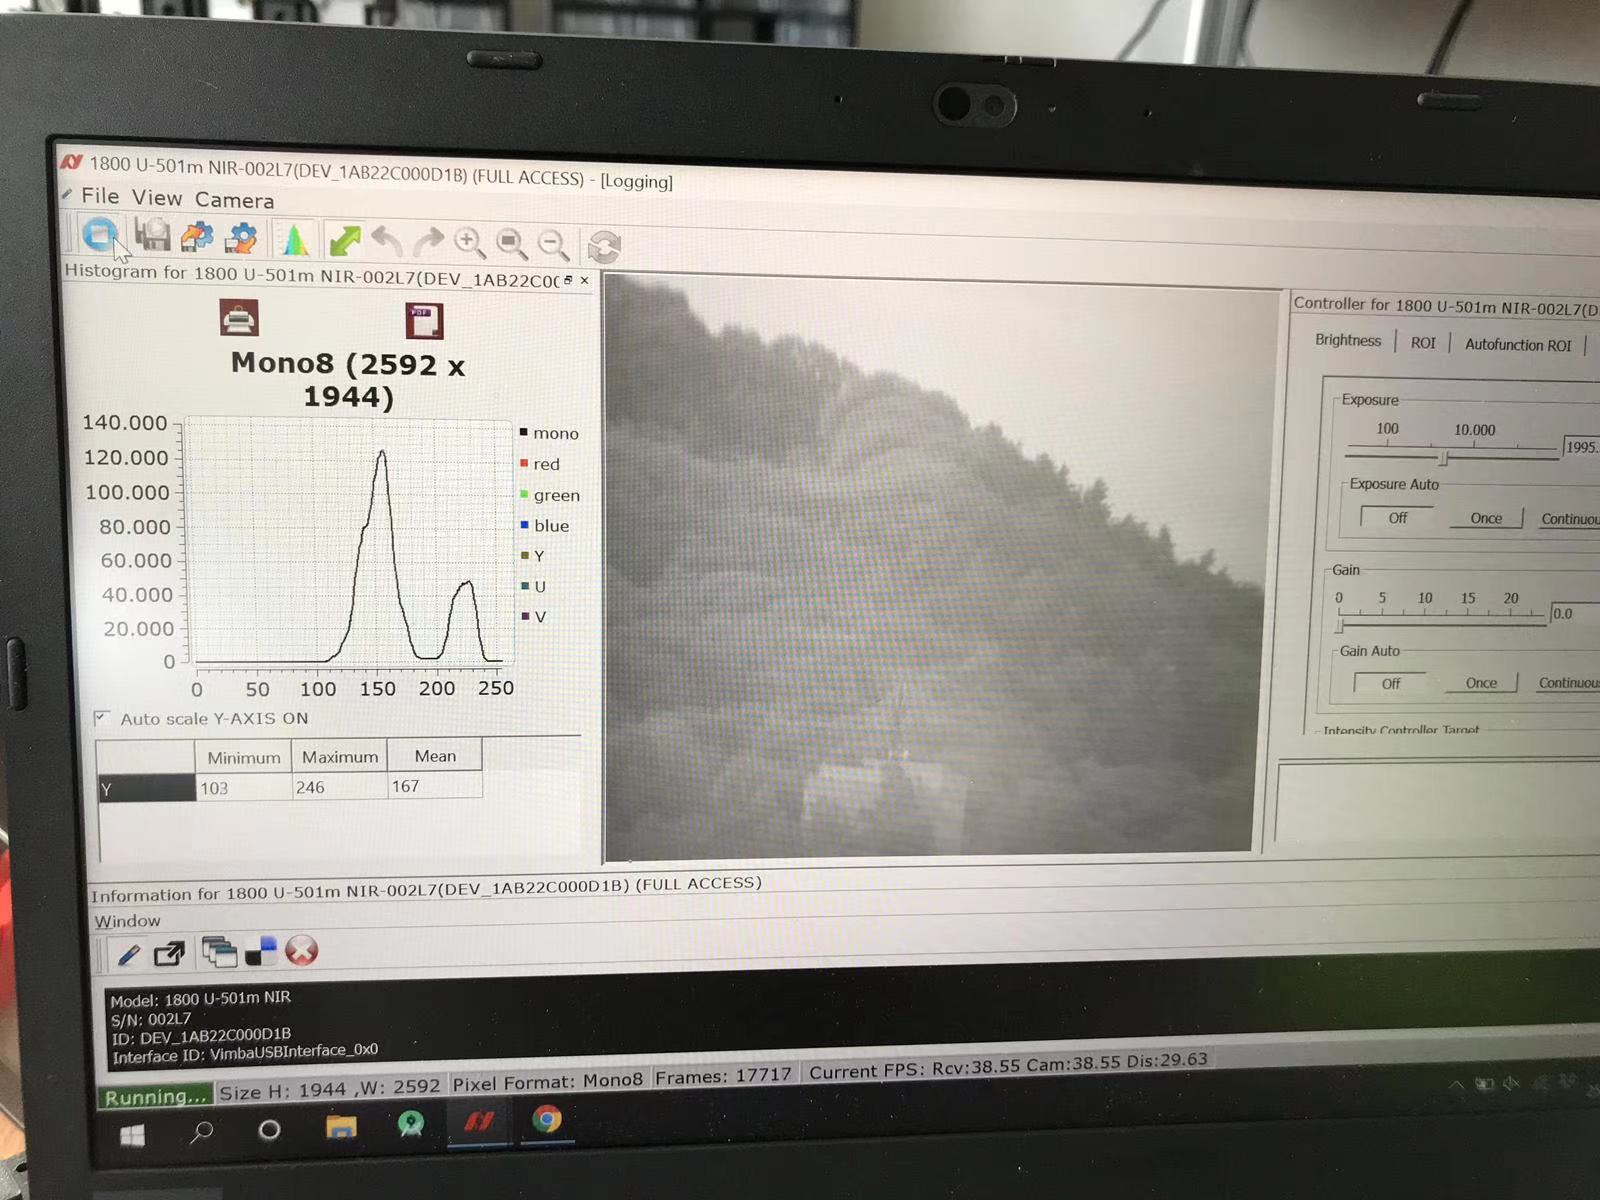 1800 U-501m NIR-002L7(DEV_1AB22C000D1B) (FULL ACCESS) - [Logging]
File View Camera
Histogram for 1800 U-501m NIR-002L7(DEV_1AB22C00
PDF
Mono8 (2592 x
1944)
140.000
120.000
100.000
80.000
60.000
40.000
20.000
0
0 50 100 150 200 250
mono
red
green
blue
Y
U
V
Auto scale Y-AXIS ON
Minimum Maximum Mean
Y 103 246 167
Controller for 1800 U-501m NIR-002L7(D
Brightness ROI Autofunction ROI
Exposure
100 10.000
1995.
Exposure Auto
Off Once Continuou
Gain
0 5 10 15 20
0.0
Gain Auto
Off Once Continuou
Intensity Controller Target
Information for 1800 U-501m NIR-002L7(DEV_1AB22C000D1B) (FULL ACCESS)
Window
Model: 1800 U-501m NIR
S/N: 002L7
ID: DEV_1AB22C000D1B
Interface ID: VimbaUSBInterface_0x0
Running... Size H: 1944 ,W: 2592 Pixel Format: Mono8 Frames: 17717 Current FPS: Rcv:38.55 Cam:38.55 Dis:29.63